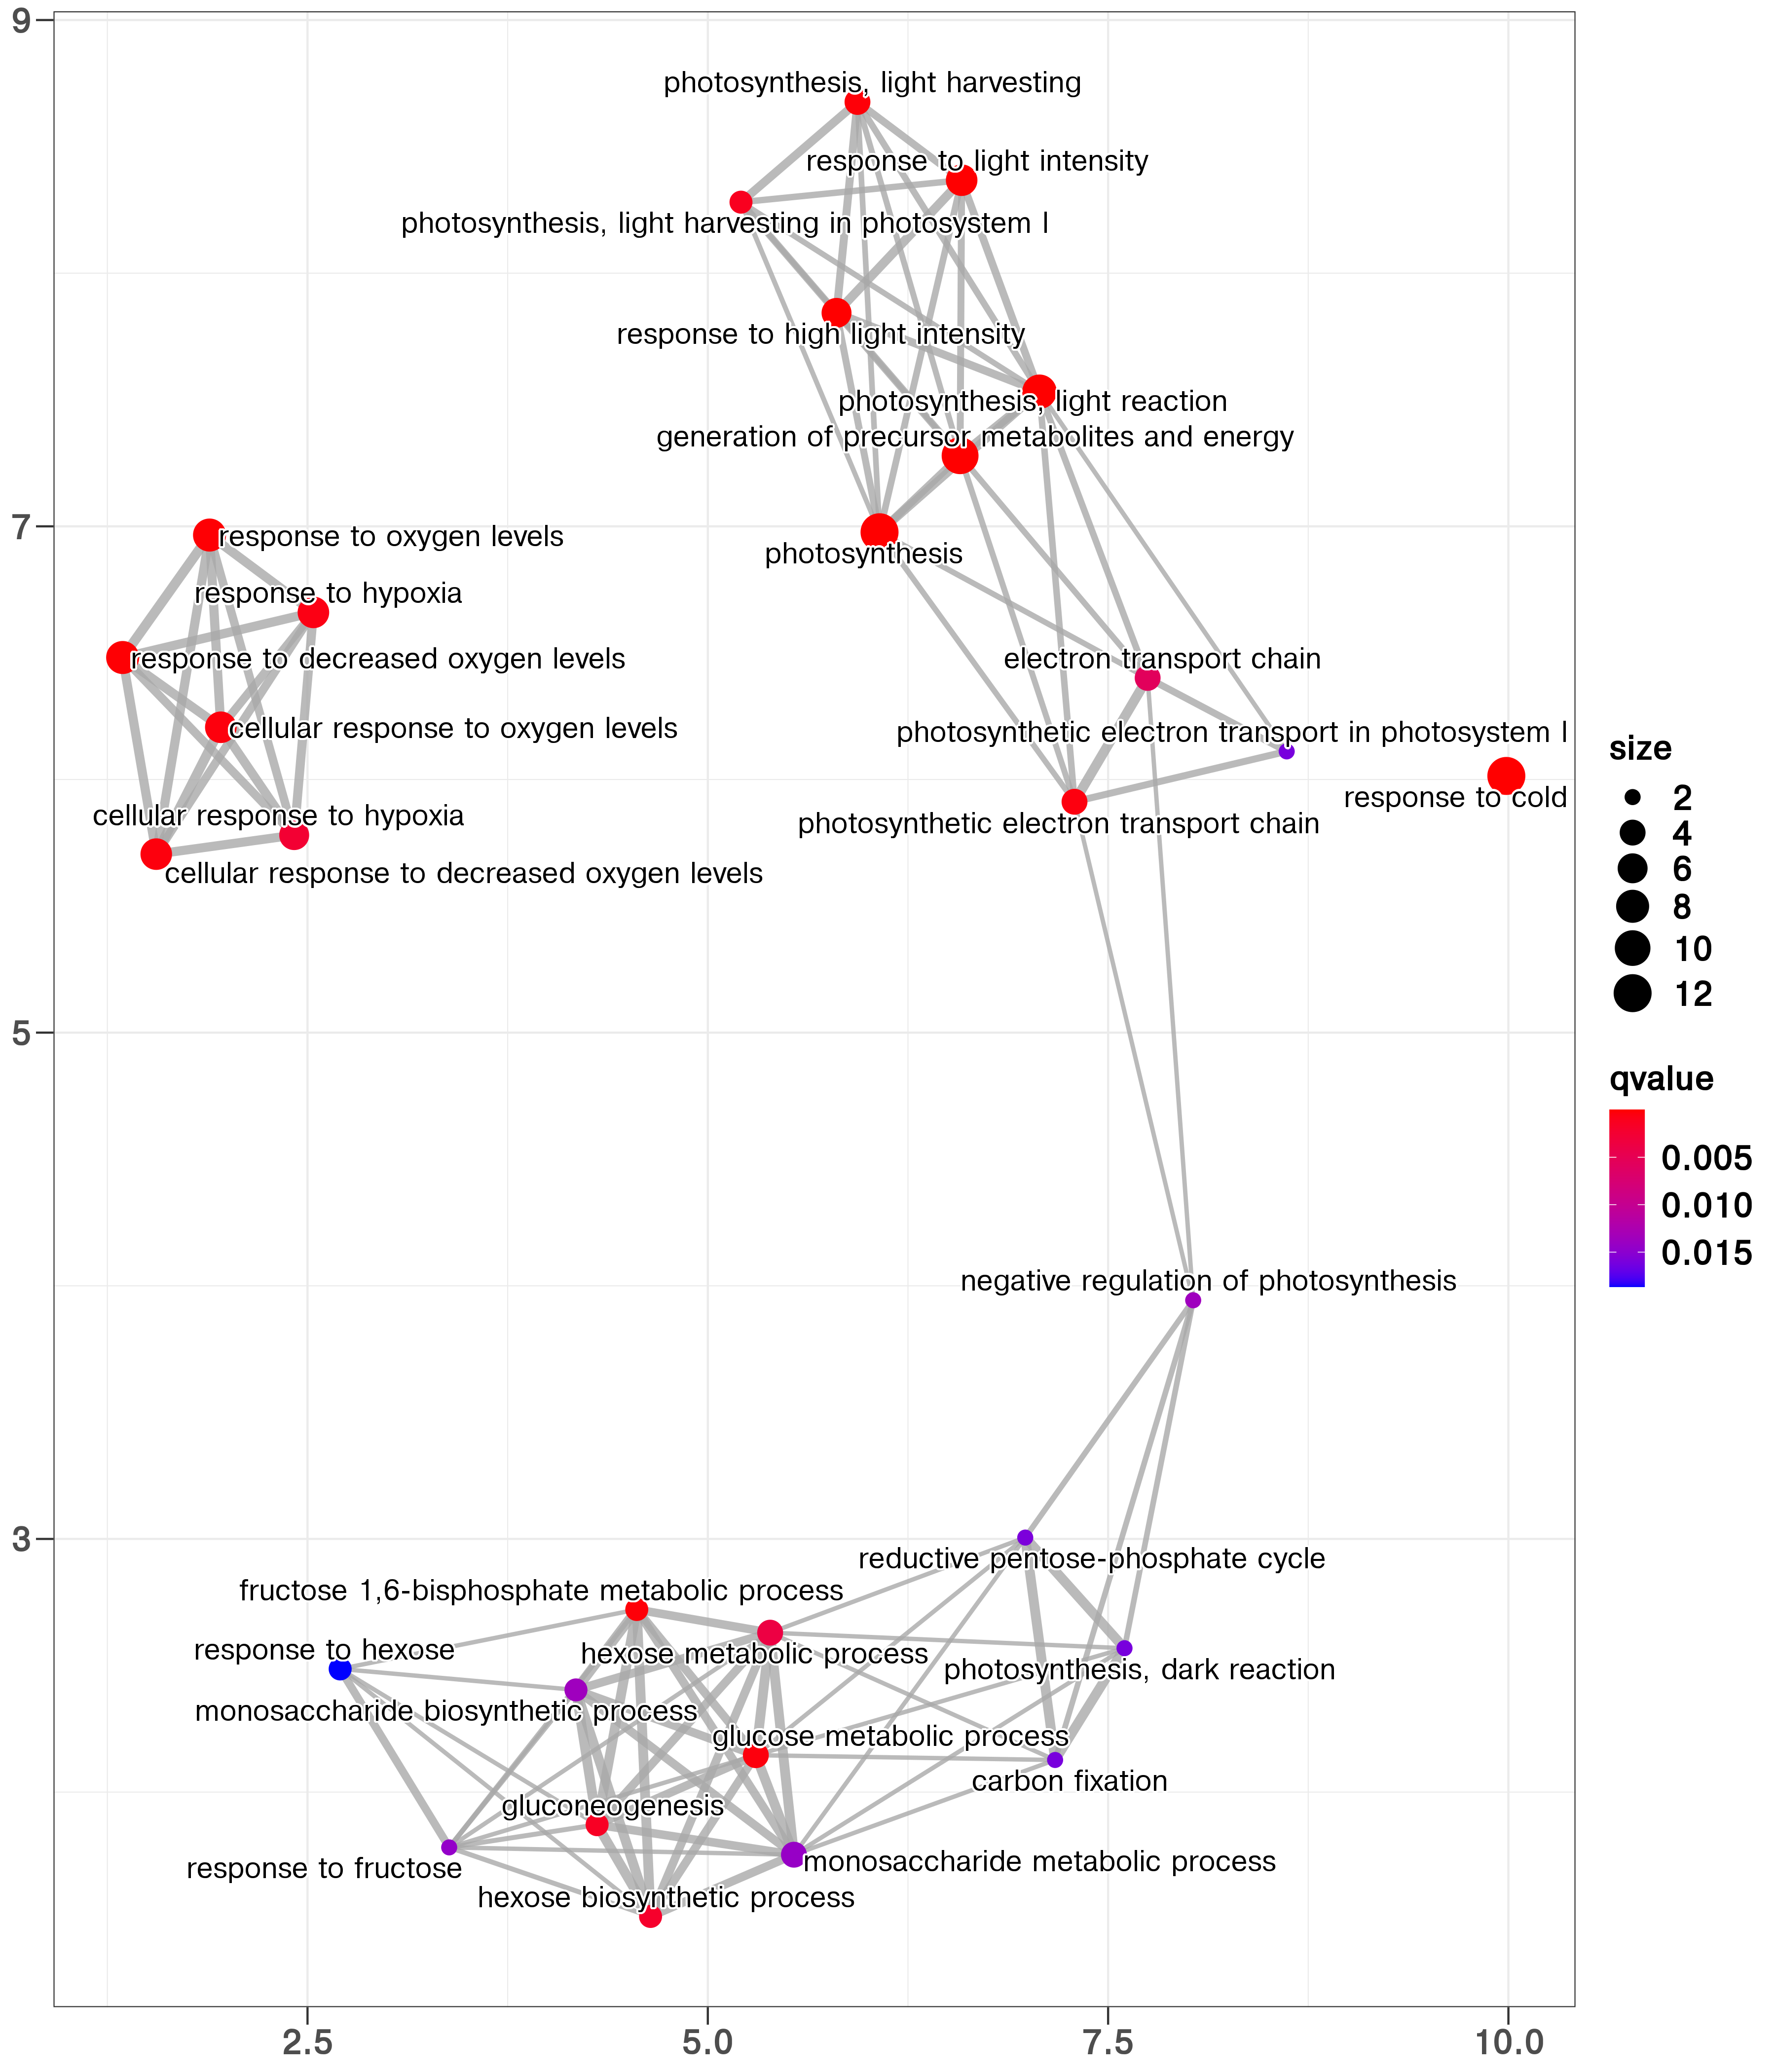 9
photosynthesis, light harvesting
response to light intensity
photosynthesis, light harvesting in photosystem I
response to high light intensity
photosynthesis, light reaction
generation of precursor metabolites and energy
7
response to oxygen levels
photosynthesis
response to hypoxia
response to decreased oxygen levels
electron transport chain
cellular response to oxygen levels
photosynthetic electron transport in photosystem I
response to cold
cellular response to hypoxia
photosynthetic electron transport chain
cellular response to decreased oxygen levels
5
negative regulation of photosynthesis
3
reductive pentose-phosphate cycle
fructose 1,6-bisphosphate metabolic process
response to hexose
hexose metabolic process
photosynthesis, dark reaction
monosaccharide biosynthetic process
glucose metabolic process
carbon fixation
gluconeogenesis
monosaccharide metabolic process
response to fructose
hexose biosynthetic process
2.5
5.0
7.5
10.0
size
2
4
6
8
10
12
qvalue
0.005
0.010
0.015